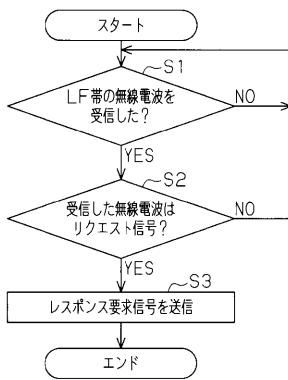 スタート
S1
LF帯の無線電波を
受信した?
NO
YES
S2
受信した無線電波は
リクエスト信号?
NO
YES
S3
レスポンス要求信号を送信
エンド